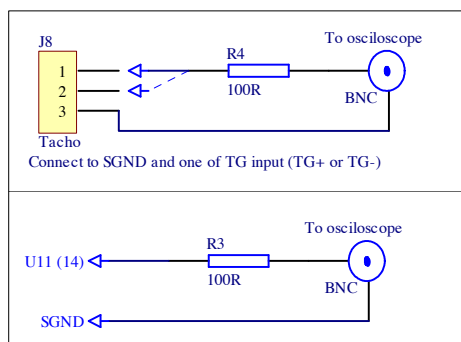 J8
1
2
3
Tacho
R4
100R
To osciloscope
BNC
Connect to SGND and one of TG input (TG+ or TG-)
To osciloscope
R3
100R
U11 (14)
BNC
SGND